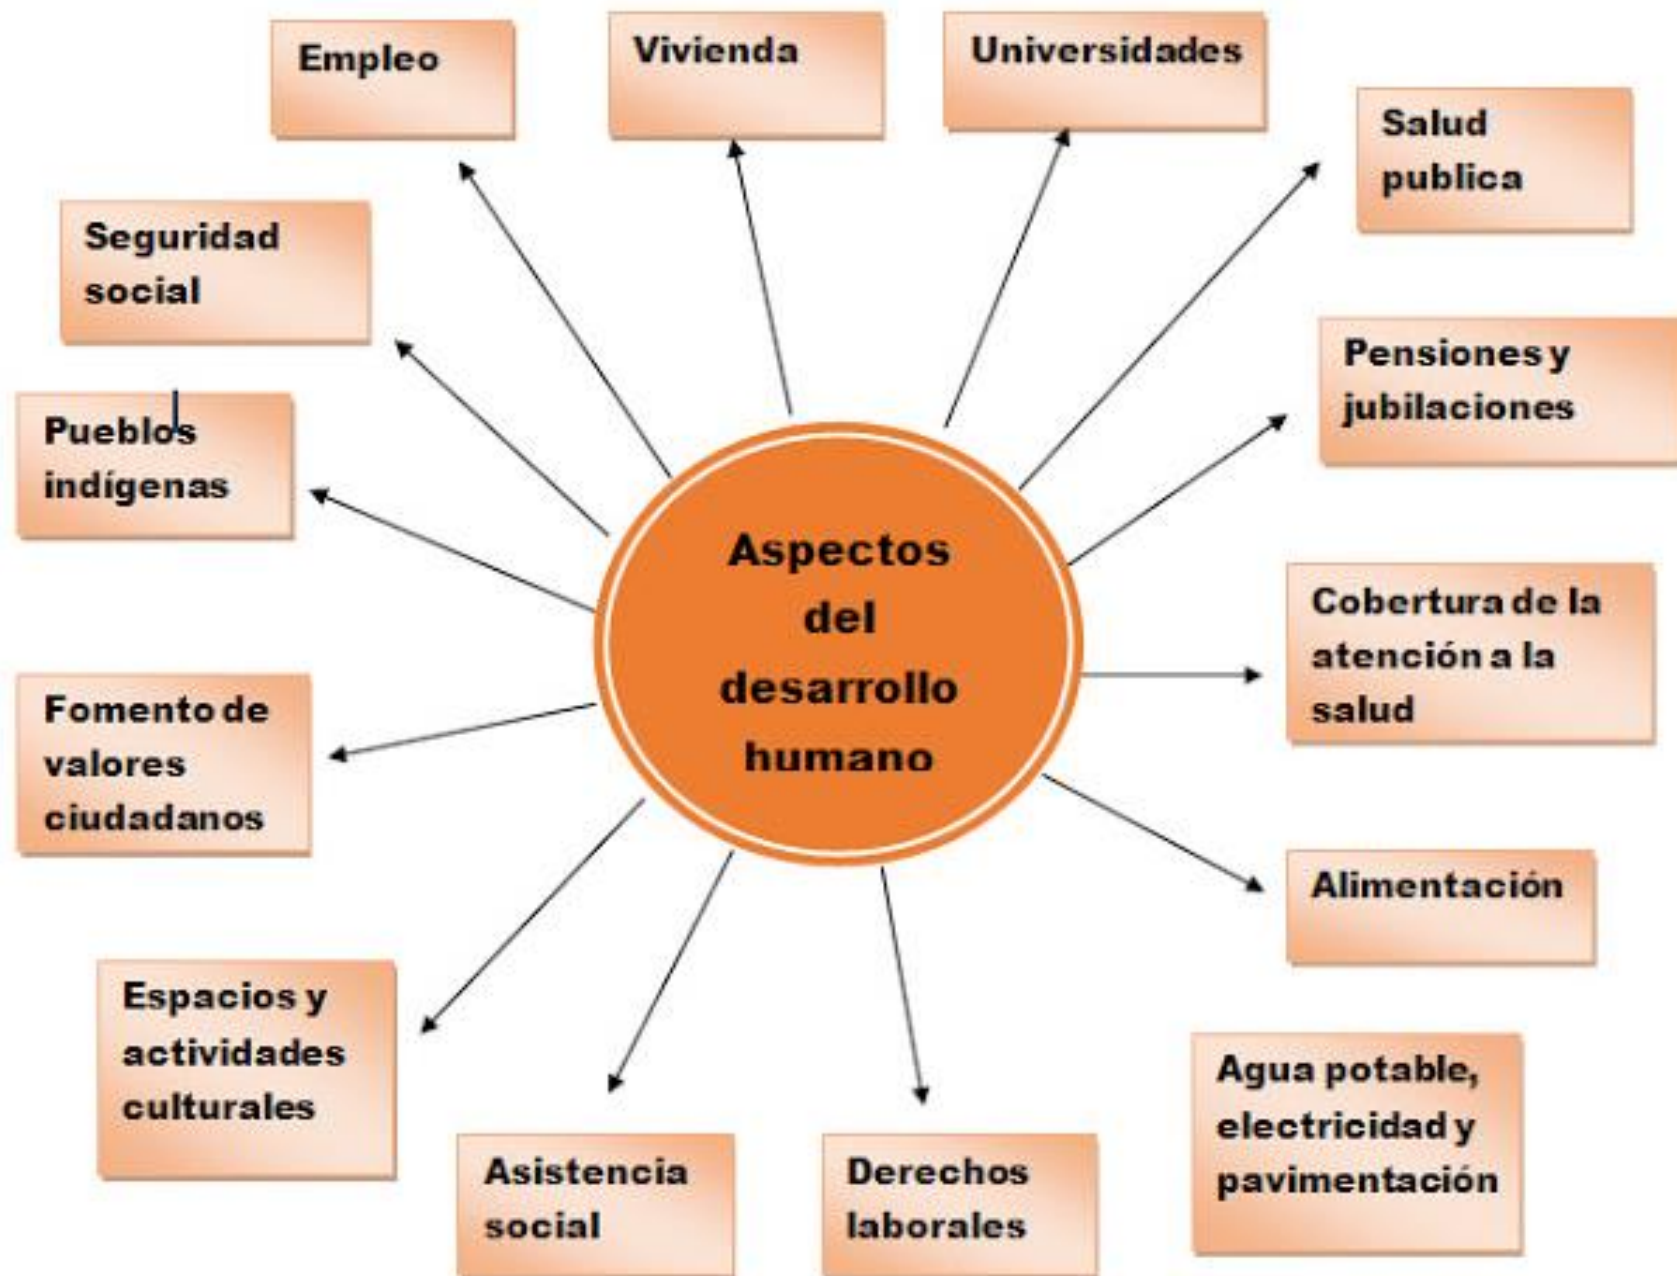 Empleo
Vivienda
Universidades
Salud
publica
Seguridad
social
Pensiones y
jubilaciones
Pueblos
indígenas
Aspectos
del
desarrollo
humano
Cobertura de la
atención a la
salud
Fomento de
valores
ciudadanos
Alimentación
Espacios y
actividades
culturales
Agua potable,
electricidad y
pavimentación
Asistencia
social
Derechos
laborales